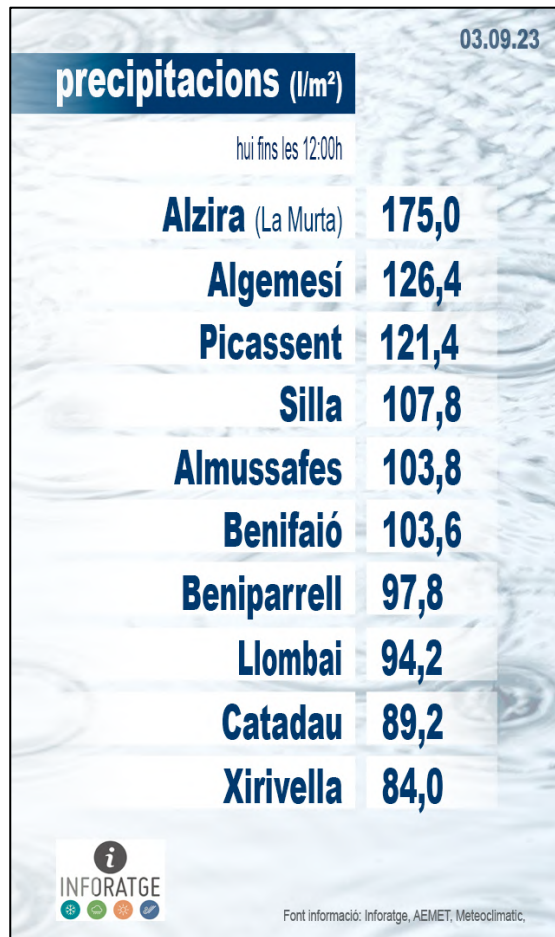 03.09.23
precipitacions (l/m²)
hui fins les 12:00h
Alzira (La Murta) 175,0
Algemesí 126,4
Picassent 121,4
Silla 107,8
Almussafes 103,8
Benifaió 103,6
Beniparrell 97,8
Llombai 94,2
Catadau 89,2
Xirivella 84,0
i
INFORATGE
Font informació: Inforatge, AEMET, Meteoclimatic,